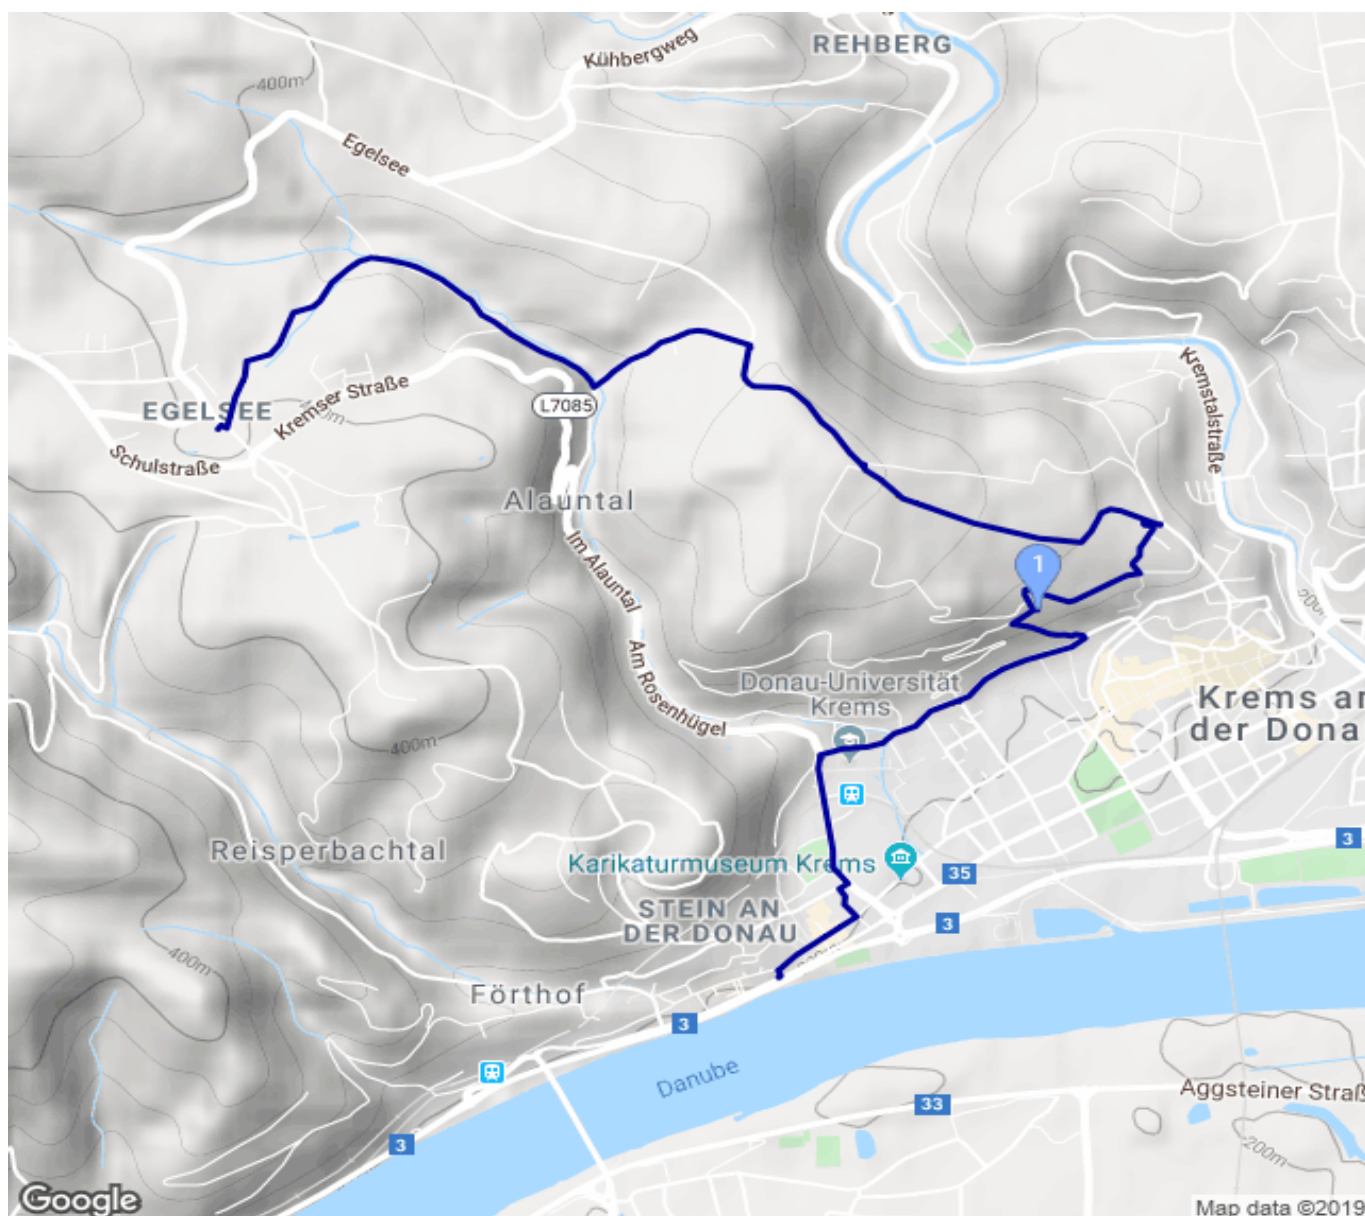 REHBERG
Kühbergweg
400m
Egelsee
Kremstalstraße
L7085
EGELSEE
Kremser Straße
Schulstraße
Alauntal
1
Im Alauntal
200m
Am Rosenhügel
Donau-Universität
Krems
Krems an
der Donau
400m
Reisperbachtal
Karikaturmuseum Krems
3
35
STEIN AN
DER DONAU
3
400m
Förthof
3
Danube
33
Aggsteiner Straß
3
200m
Google
Map data ©2019